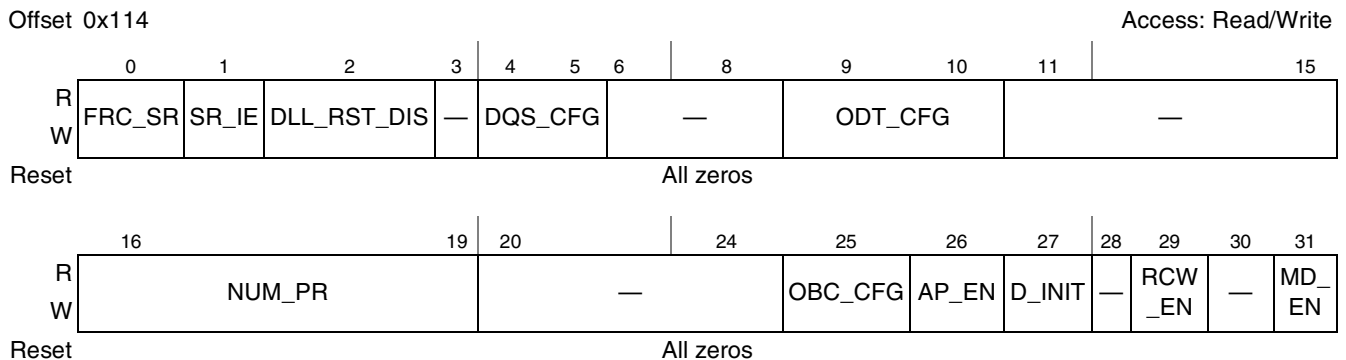 Offset 0x114 Access: Read/Write
0 1 2 3 4 5 6 8 9 10 11 15
R
W
FRC_SR SR_IE DLL_RST_DIS — DQS_CFG — ODT_CFG —
Reset All zeros
16 19 20 24 25 26 27 28 29 30 31
R
W
NUM_PR — OBC_CFG AP_EN D_INIT — RCW — MD_
_EN EN
Reset All zeros